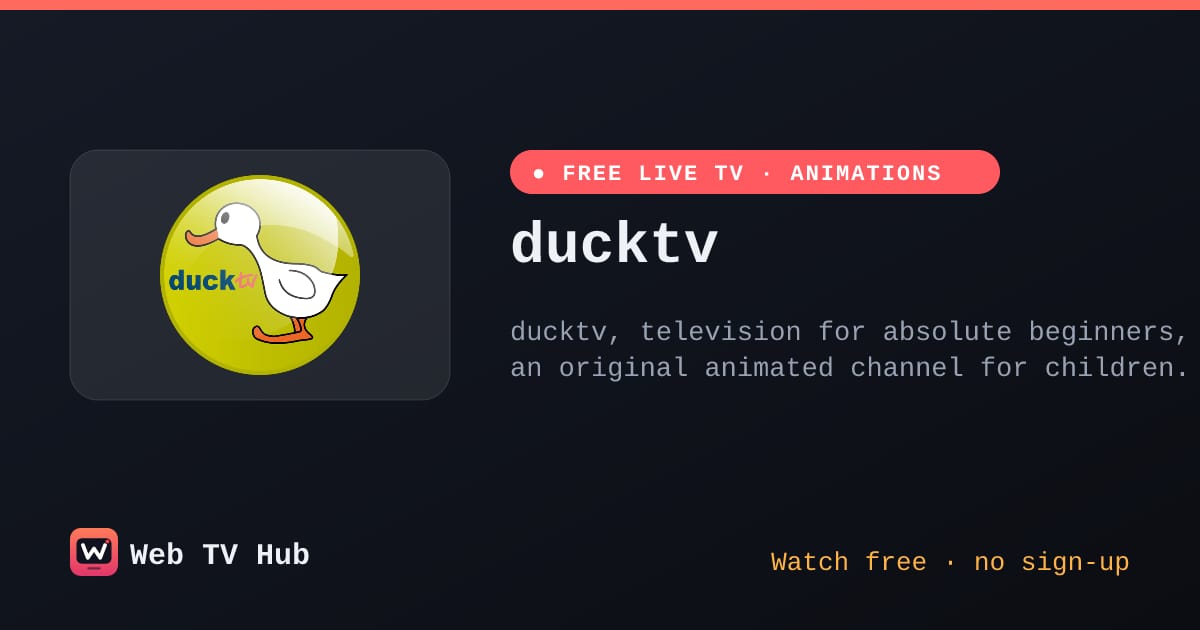 ducktv
● FREE LIVE TV · ANIMATIONS
ducktv
ducktv, television for absolute beginners,
an original animated channel for children.
W
Web TV Hub
Watch free · no sign-up